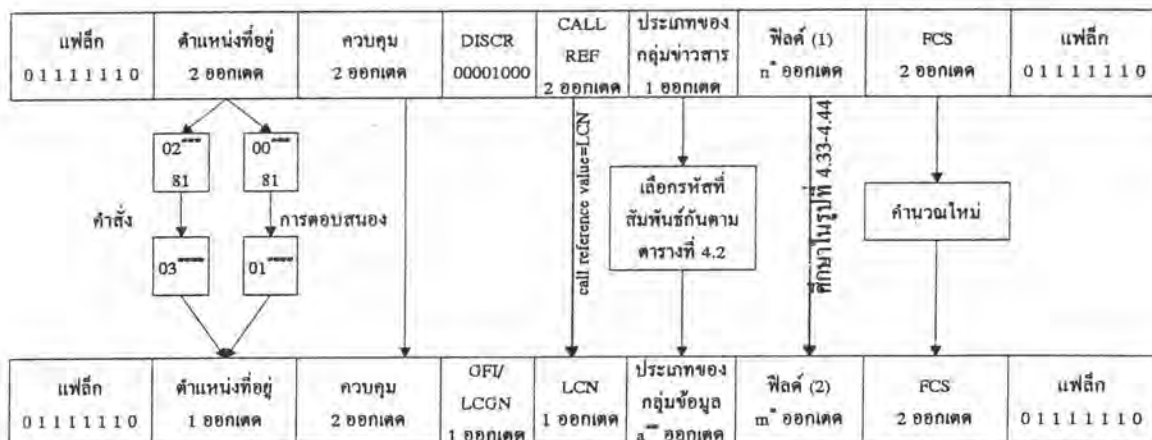 แฟล็ก
01111110
ตำแหน่งที่อยู่
2 ออกเตต
ควบคุม
2 ออกเตต
DISCR
00001000
CALL
REF
2 ออกเตต
ประเภทของ
กลุ่มข่าวสาร
1 ออกเตต
ฟิลด์ (1)
n* ออกเตต
FCS
2 ออกเตต
แฟล็ก
01111110
02***
81
00***
81
คำสั่ง
การตอบสนอง
03****
01****
call reference value=LCN
เลือกรหัสที่
สัมพันธ์กันตาม
ตารางที่ 4.2
ศึกษาในรูปที่ 4.33-4.44
คำนวณใหม่
แฟล็ก
01111110
ตำแหน่งที่อยู่
1 ออกเตต
ควบคุม
2 ออกเตต
GFI/
LCGN
1 ออกเตต
LCN
1 ออกเตต
ประเภทของ
กลุ่มข้อมูล
a** ออกเตต
ฟิลด์ (2)
m* ออกเตต
FCS
2 ออกเตต
แฟล็ก
01111110